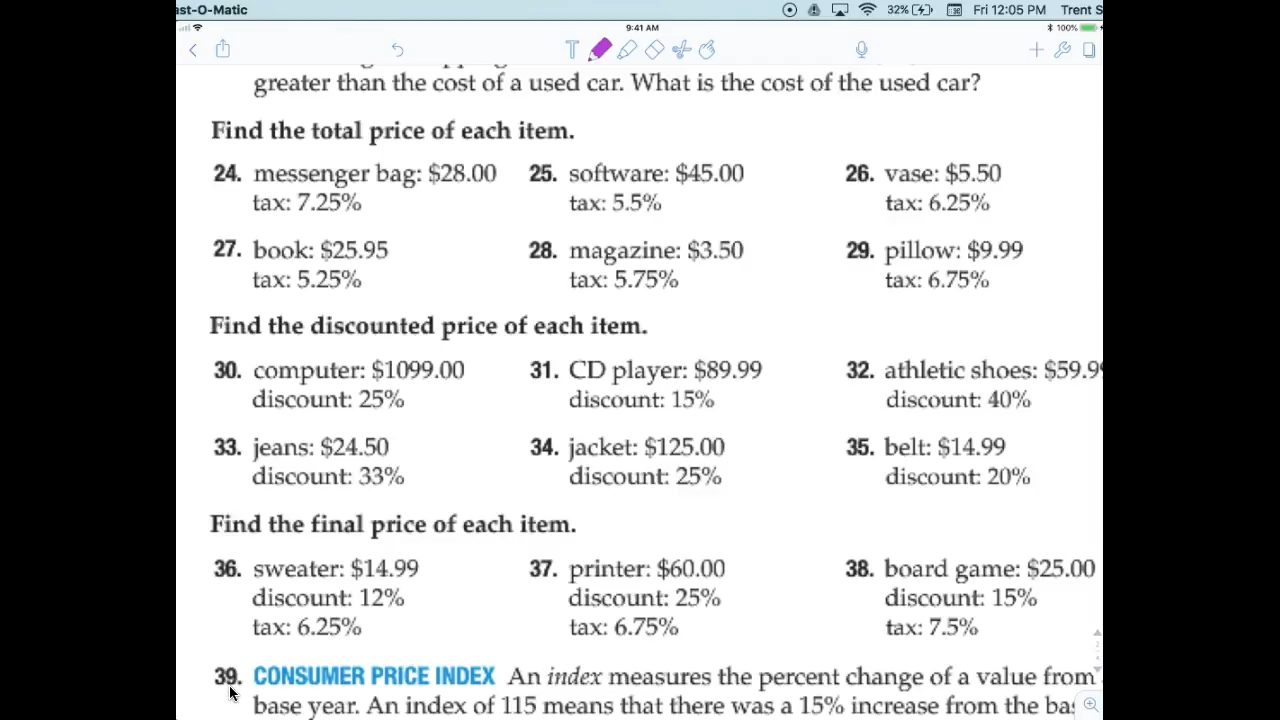 ast-O-Matic 32% Fri 12:05 PM Trent S
9:41 AM 100%
T
greater than the cost of a used car. What is the cost of the used car?
Find the total price of each item.
24. messenger bag: $28.00 25. software: $45.00 26. vase: $5.50
tax: 7.25% tax: 5.5% tax: 6.25%
27. book: $25.95 28. magazine: $3.50 29. pillow: $9.99
tax: 5.25% tax: 5.75% tax: 6.75%
Find the discounted price of each item.
30. computer: $1099.00 31. CD player: $89.99 32. athletic shoes: $59.99
discount: 25% discount: 15% discount: 40%
33. jeans: $24.50 34. jacket: $125.00 35. belt: $14.99
discount: 33% discount: 25% discount: 20%
Find the final price of each item.
36. sweater: $14.99 37. printer: $60.00 38. board game: $25.00
discount: 12% discount: 25% discount: 15%
tax: 6.25% tax: 6.75% tax: 7.5%
39. CONSUMER PRICE INDEX An index measures the percent change of a value from
base year. An index of 115 means that there was a 15% increase from the ba